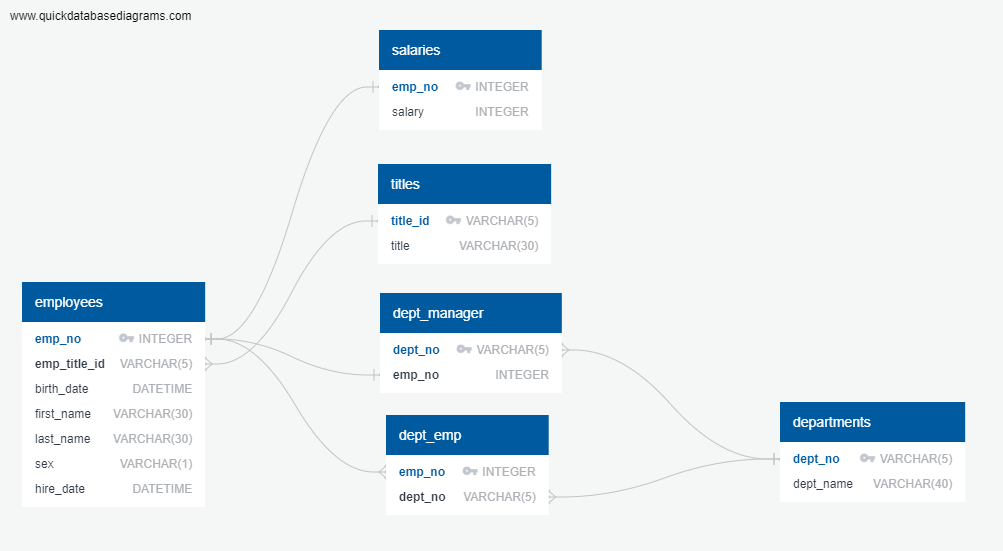 www.quickdatabasediagrams.com
salaries
emp_no INTEGER
salary INTEGER
titles
title_id VARCHAR(5)
title VARCHAR(30)
employees
emp_no INTEGER
emp_title_id VARCHAR(5)
birth_date DATETIME
first_name VARCHAR(30)
last_name VARCHAR(30)
sex VARCHAR(1)
hire_date DATETIME
dept_manager
dept_no VARCHAR(5)
emp_no INTEGER
dept_emp
emp_no INTEGER
dept_no VARCHAR(5)
departments
dept_no VARCHAR(5)
dept_name VARCHAR(40)